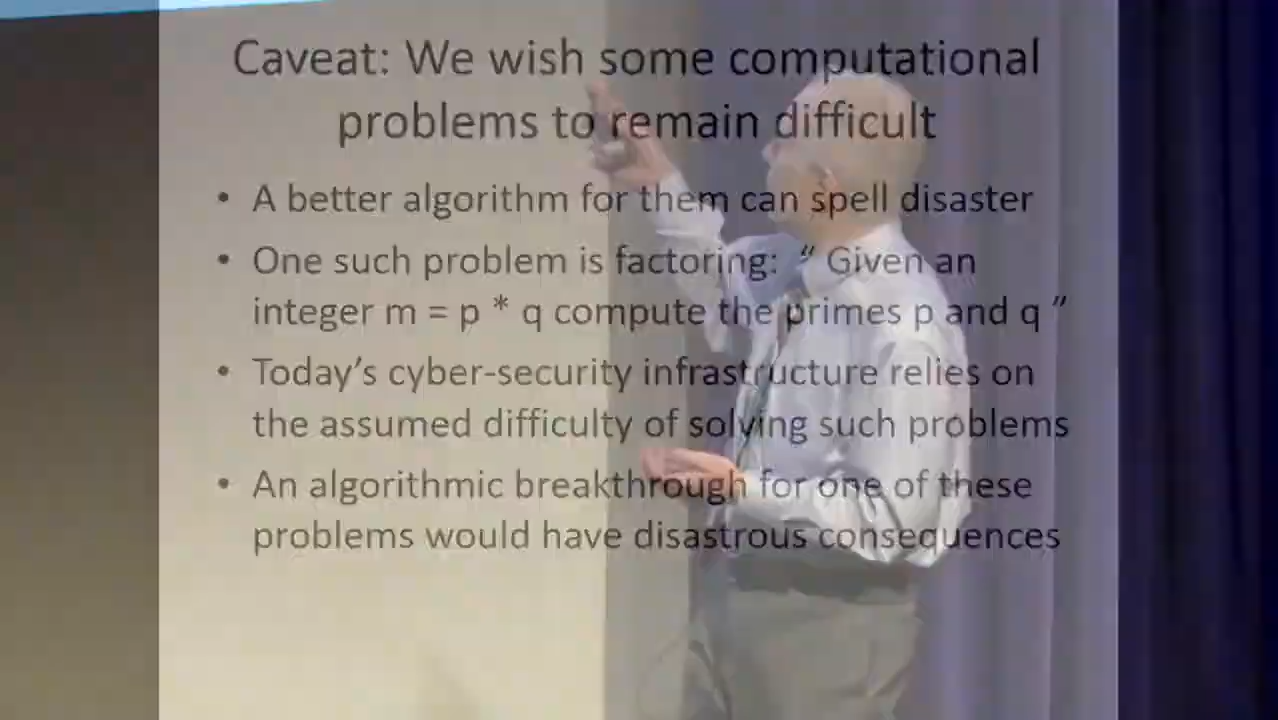 Caveat: We wish some computational
problems to remain difficult
• A better algorithm for them can spell disaster
• One such problem is factoring: “ Given an
integer m = p * q compute the primes p and q ”
• Today’s cyber-security infrastructure relies on
the assumed difficulty of solving such problems
• An algorithmic breakthrough for one of these
problems would have disastrous consequences